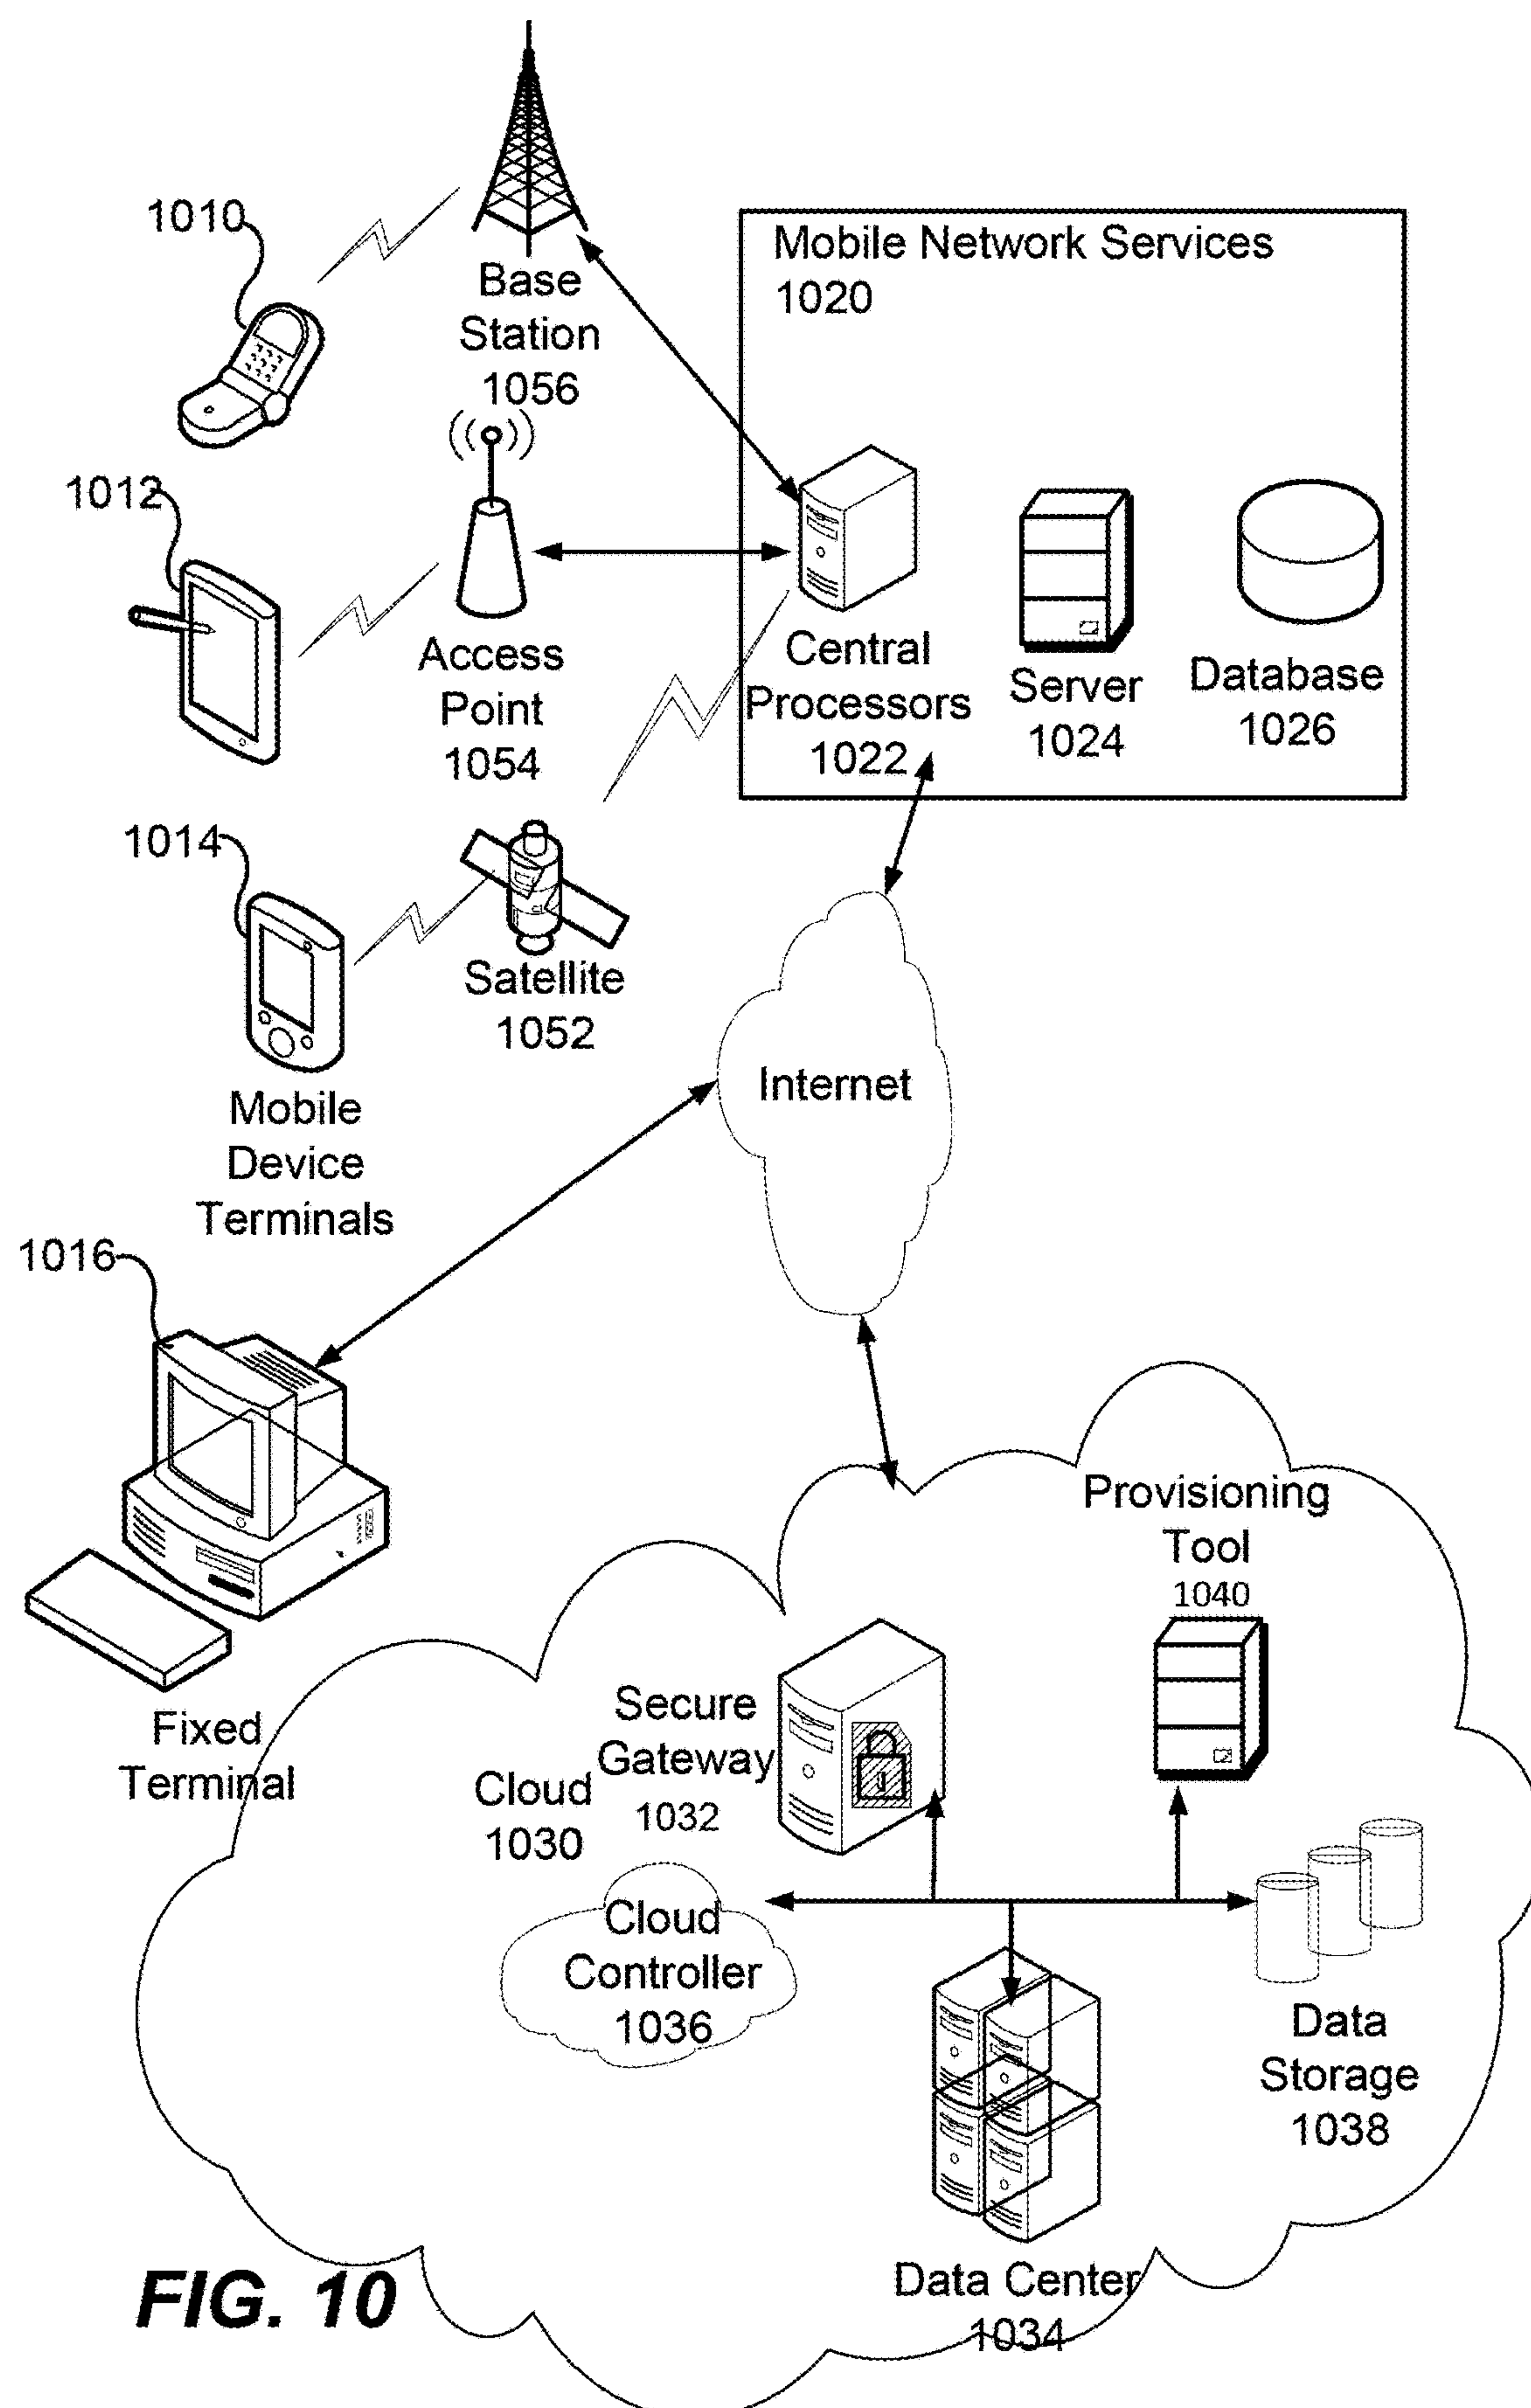 1010
Base
Station
1056
Mobile Network Services
1020
1012
Access
Point
1054
Central
Processors
1022
Server
1024
Database
1026
1014
Satellite
1052
Mobile
Device
Terminals
Internet
1016
Fixed
Terminal
Provisioning
Tool
1040
Secure
Gateway
1032
Cloud
1030
Cloud
Controller
1036
Data
Storage
1038
Data Center
1034
FIG. 10